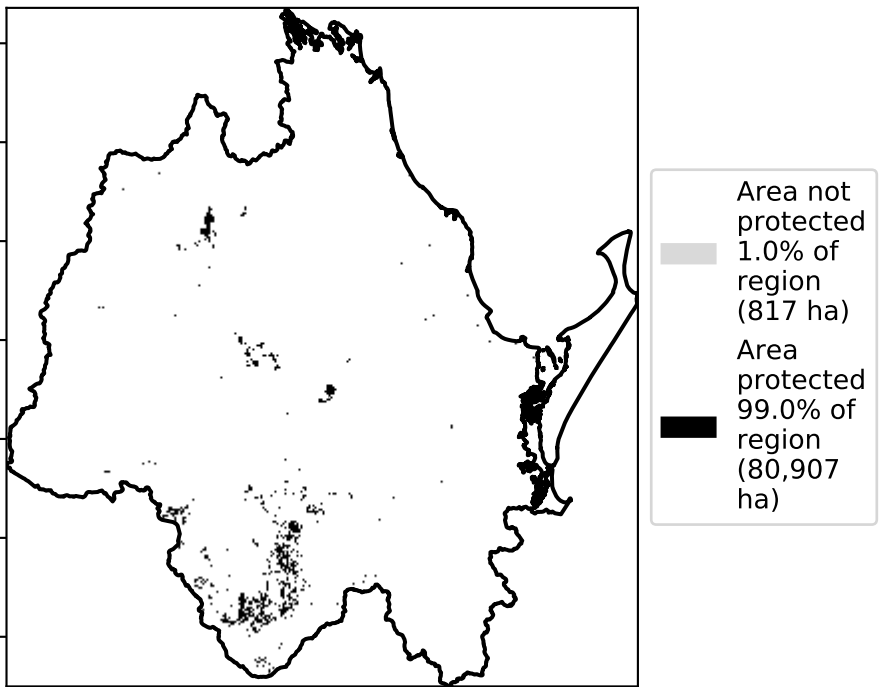 Area not
protected
1.0% of
region
(817 ha)
Area
protected
99.0% of
region
(80,907
ha)